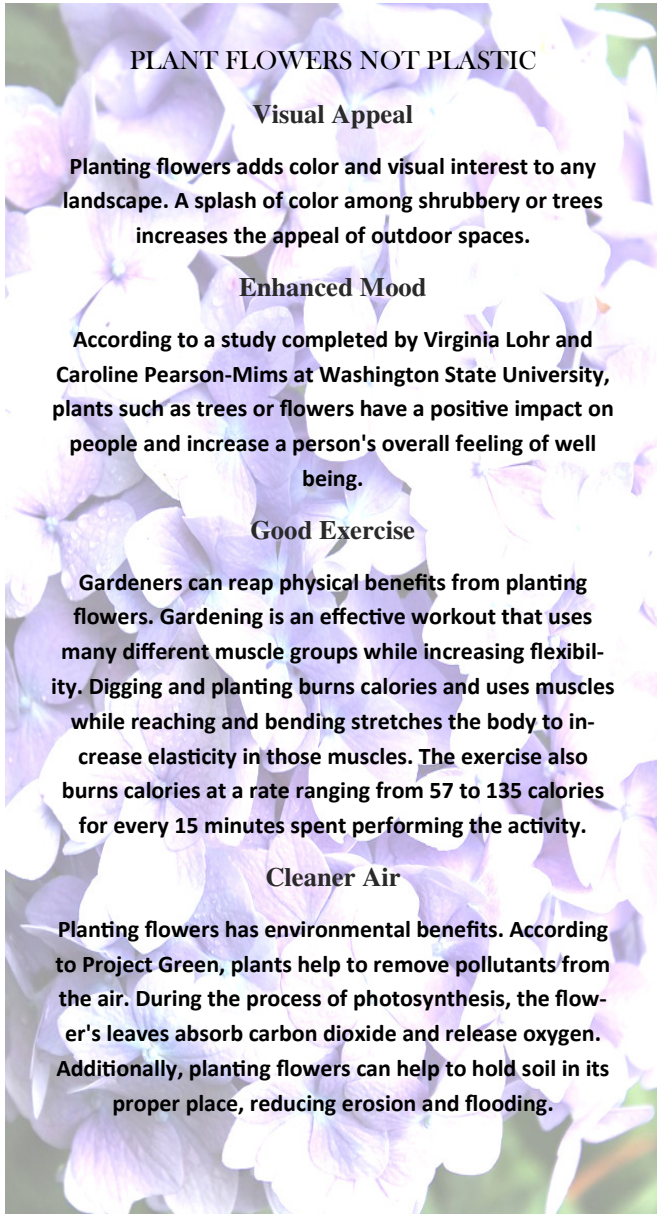 PLANT FLOWERS NOT PLASTIC
Visual Appeal
Planting flowers adds color and visual interest to any
landscape. A splash of color among shrubbery or trees
increases the appeal of outdoor spaces.
Enhanced Mood
According to a study completed by Virginia Lohr and
Caroline Pearson-Mims at Washington State University,
plants such as trees or flowers have a positive impact on
people and increase a person's overall feeling of well
being.
Good Exercise
Gardeners can reap physical benefits from planting
flowers. Gardening is an effective workout that uses
many different muscle groups while increasing flexibil-
ity. Digging and planting burns calories and uses muscles
while reaching and bending stretches the body to in-
crease elasticity in those muscles. The exercise also
burns calories at a rate ranging from 57 to 135 calories
for every 15 minutes spent performing the activity.
Cleaner Air
Planting flowers has environmental benefits. According
to Project Green, plants help to remove pollutants from
the air. During the process of photosynthesis, the flow-
er's leaves absorb carbon dioxide and release oxygen.
Additionally, planting flowers can help to hold soil in its
proper place, reducing erosion and flooding.